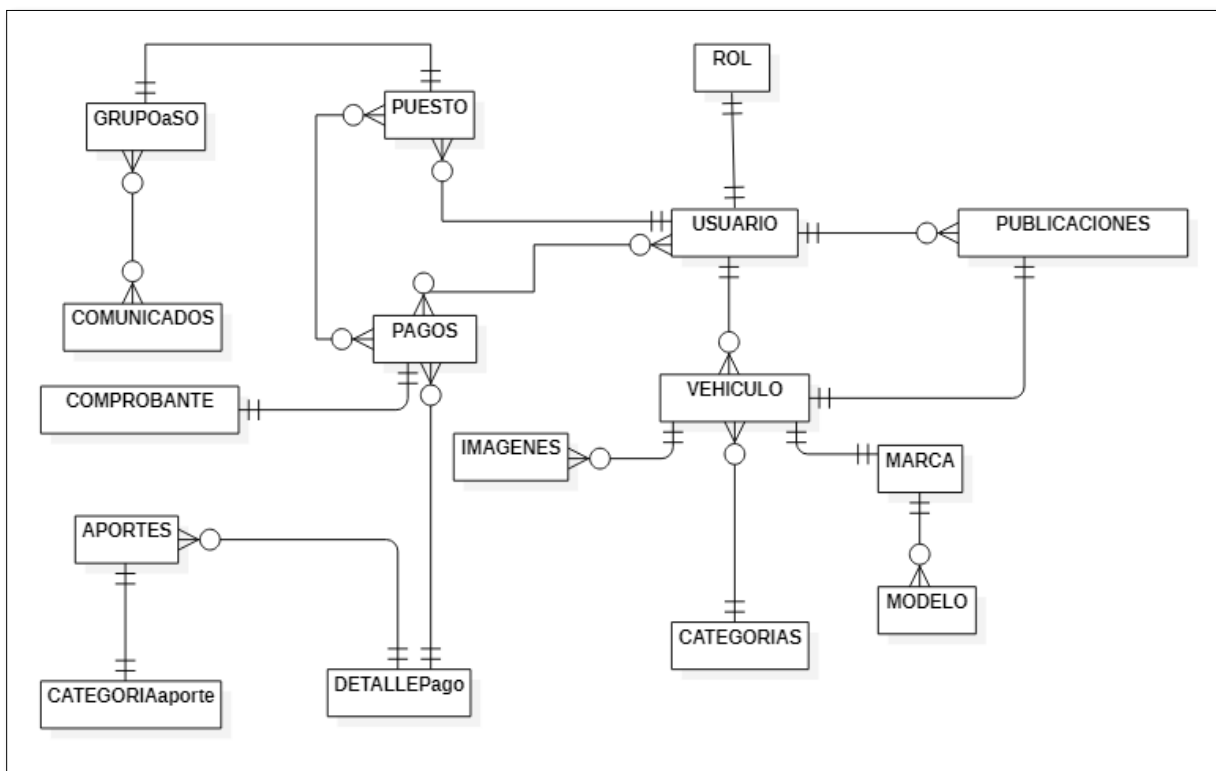 ROL
GRUPOaSO
PUESTO
USUARIO
PUBLICACIONES
COMUNICADOS
PAGOS
COMPROBANTE
VEHICULO
IMAGENES
MARCA
APORTES
MODELO
CATEGORIAS
CATEGORIAaporte
DETALLEPago